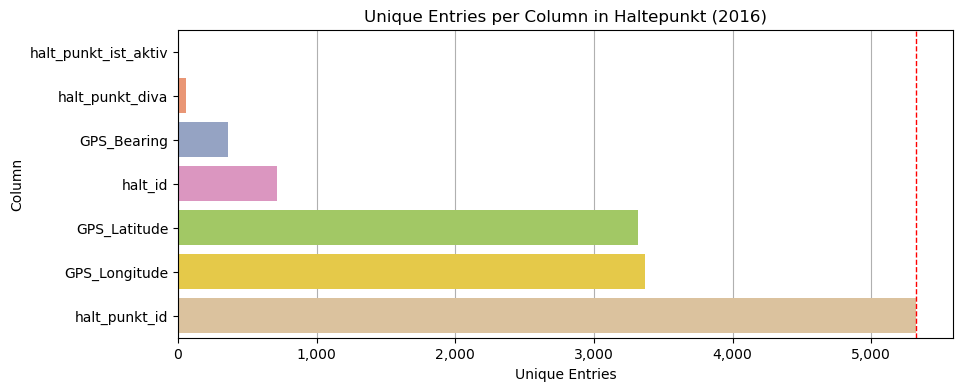 Unique Entries per Column in Haltepunkt (2016)
Column
halt_punkt_ist_aktiv
halt_punkt_diva
GPS_Bearing
halt_id
GPS_Latitude
GPS_Longitude
halt_punkt_id
0 1,000 2,000 3,000 4,000 5,000
Unique Entries